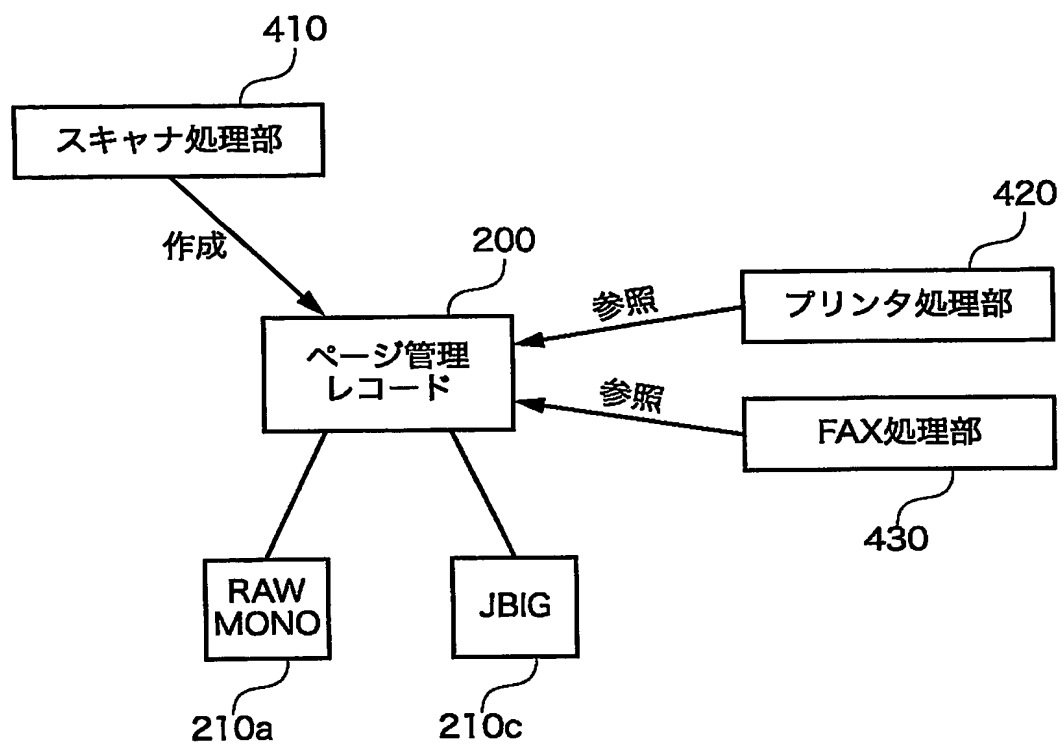 410
スキャナ処理部
作成
200
420
参照
プリンタ処理部
ページ管理
レコード
参照
FAX処理部
430
RAW
MONO
JBIG
210a
210c